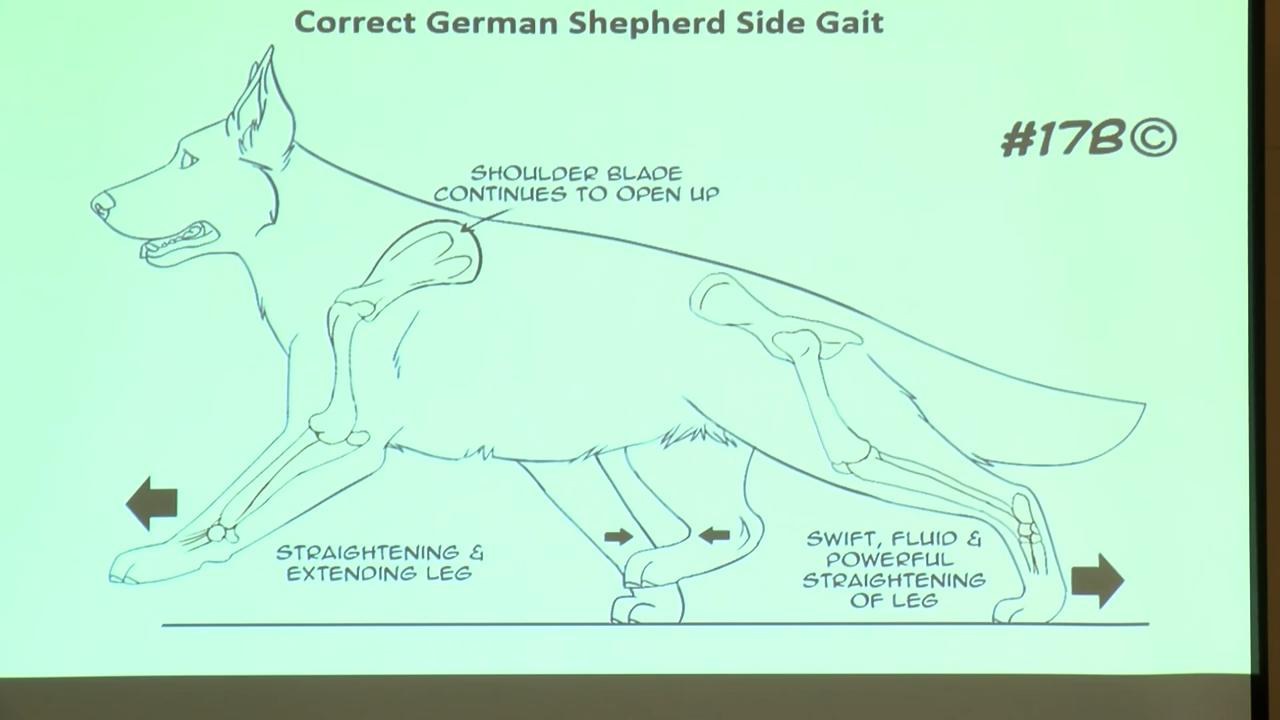 Correct German Shepherd Side Gait
#17B©
SHOULDER BLADE
CONTINUES TO OPEN UP
STRAIGHTENING &
EXTENDING LEG
SWIFT, FLUID &
POWERFUL
STRAIGHTENING
OF LEG